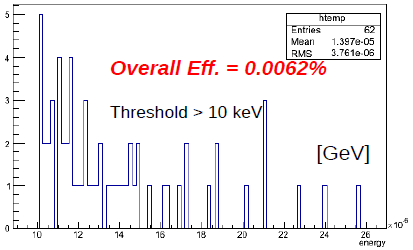 htemp
Entries 62
Mean 1.397e-05
RMS 3.761e-06
Overall Eff. = 0.0062%
Threshold > 10 keV
[GeV]
5
4
3
2
1
0
10 12 14 16 18 20 22 24 26
×10⁻⁶
energy